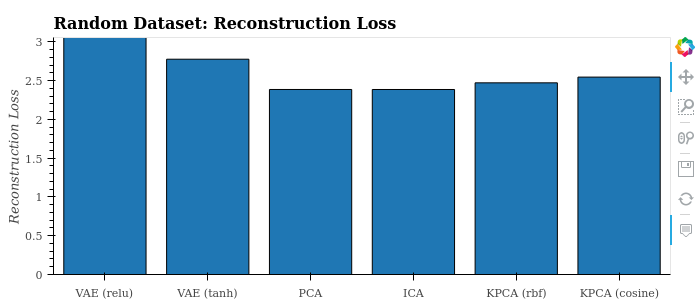 Random Dataset: Reconstruction Loss
Reconstruction Loss
3
2.5
2
1.5
1
0.5
0
VAE (relu)
VAE (tanh)
PCA
ICA
KPCA (rbf)
KPCA (cosine)